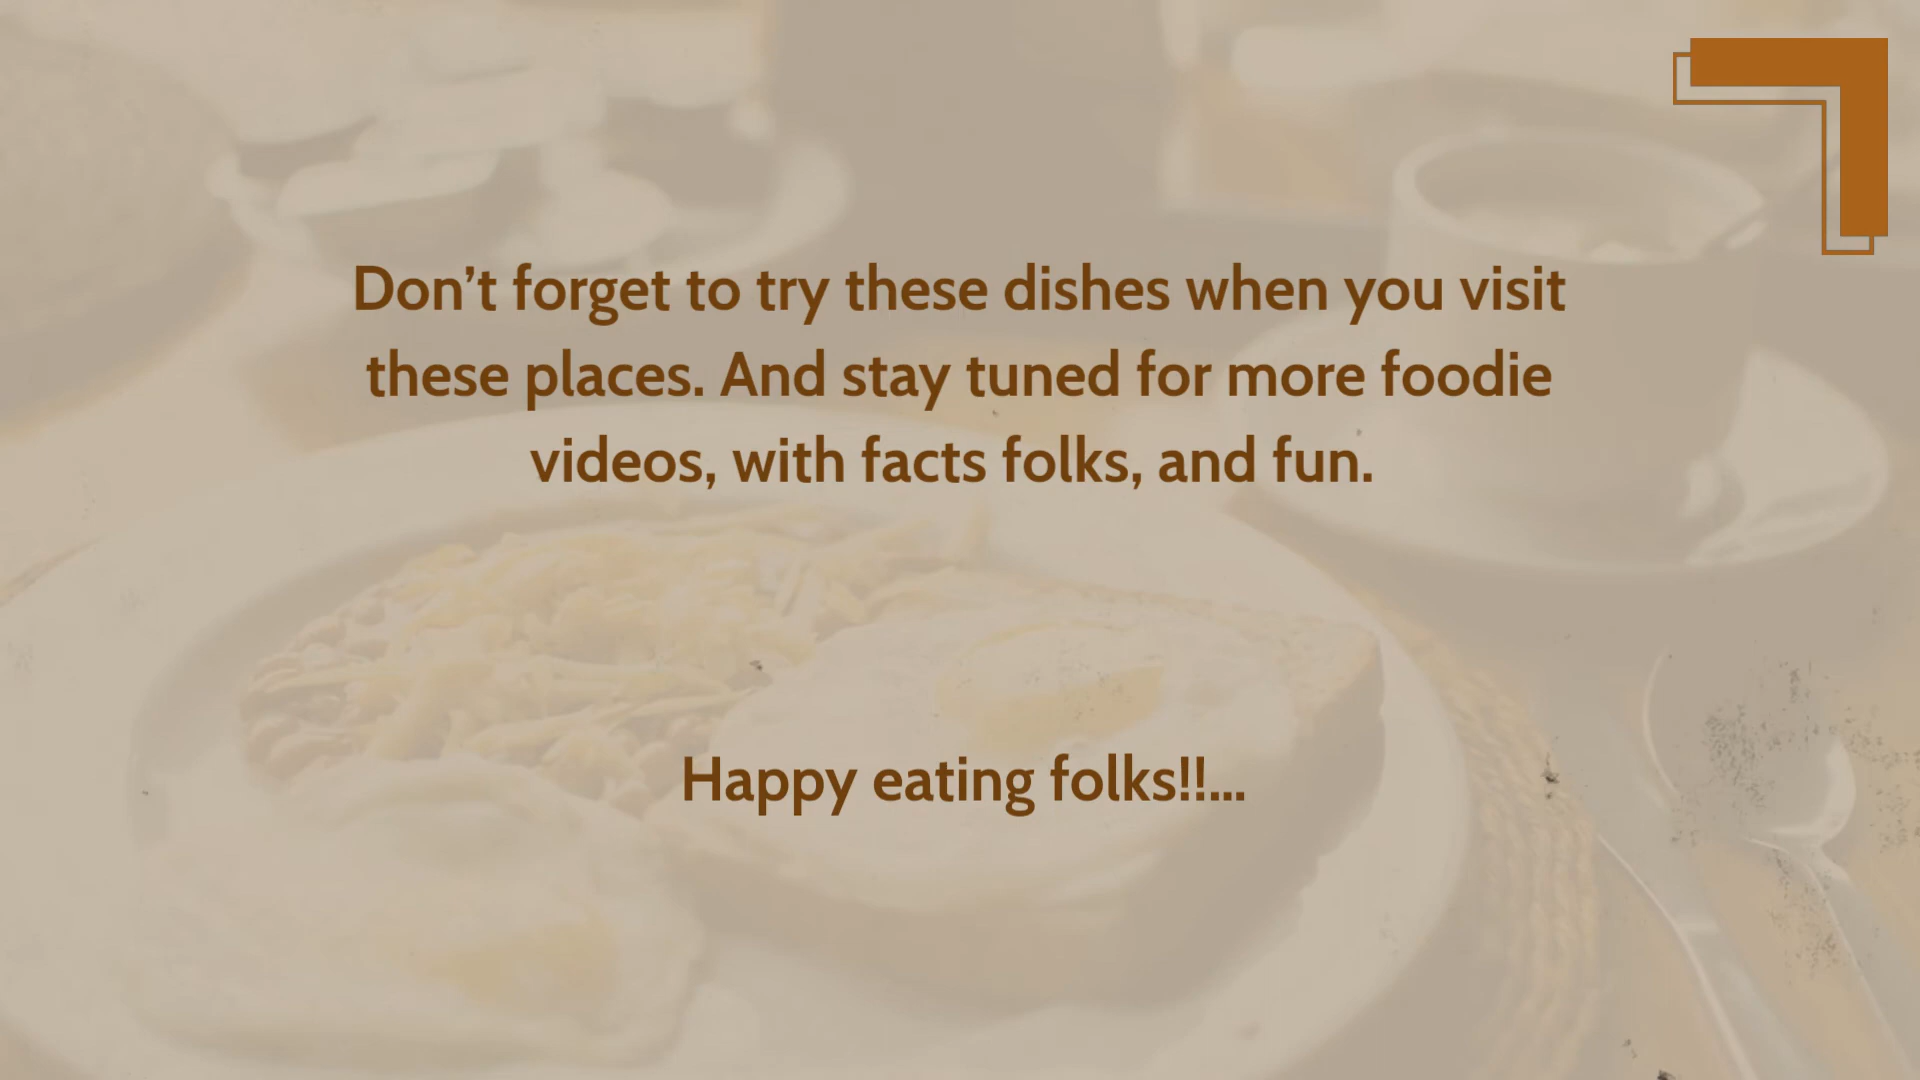 Don’t forget to try these dishes when you visit
these places. And stay tuned for more foodie
videos, with facts folks, and fun.
Happy eating folks!!...